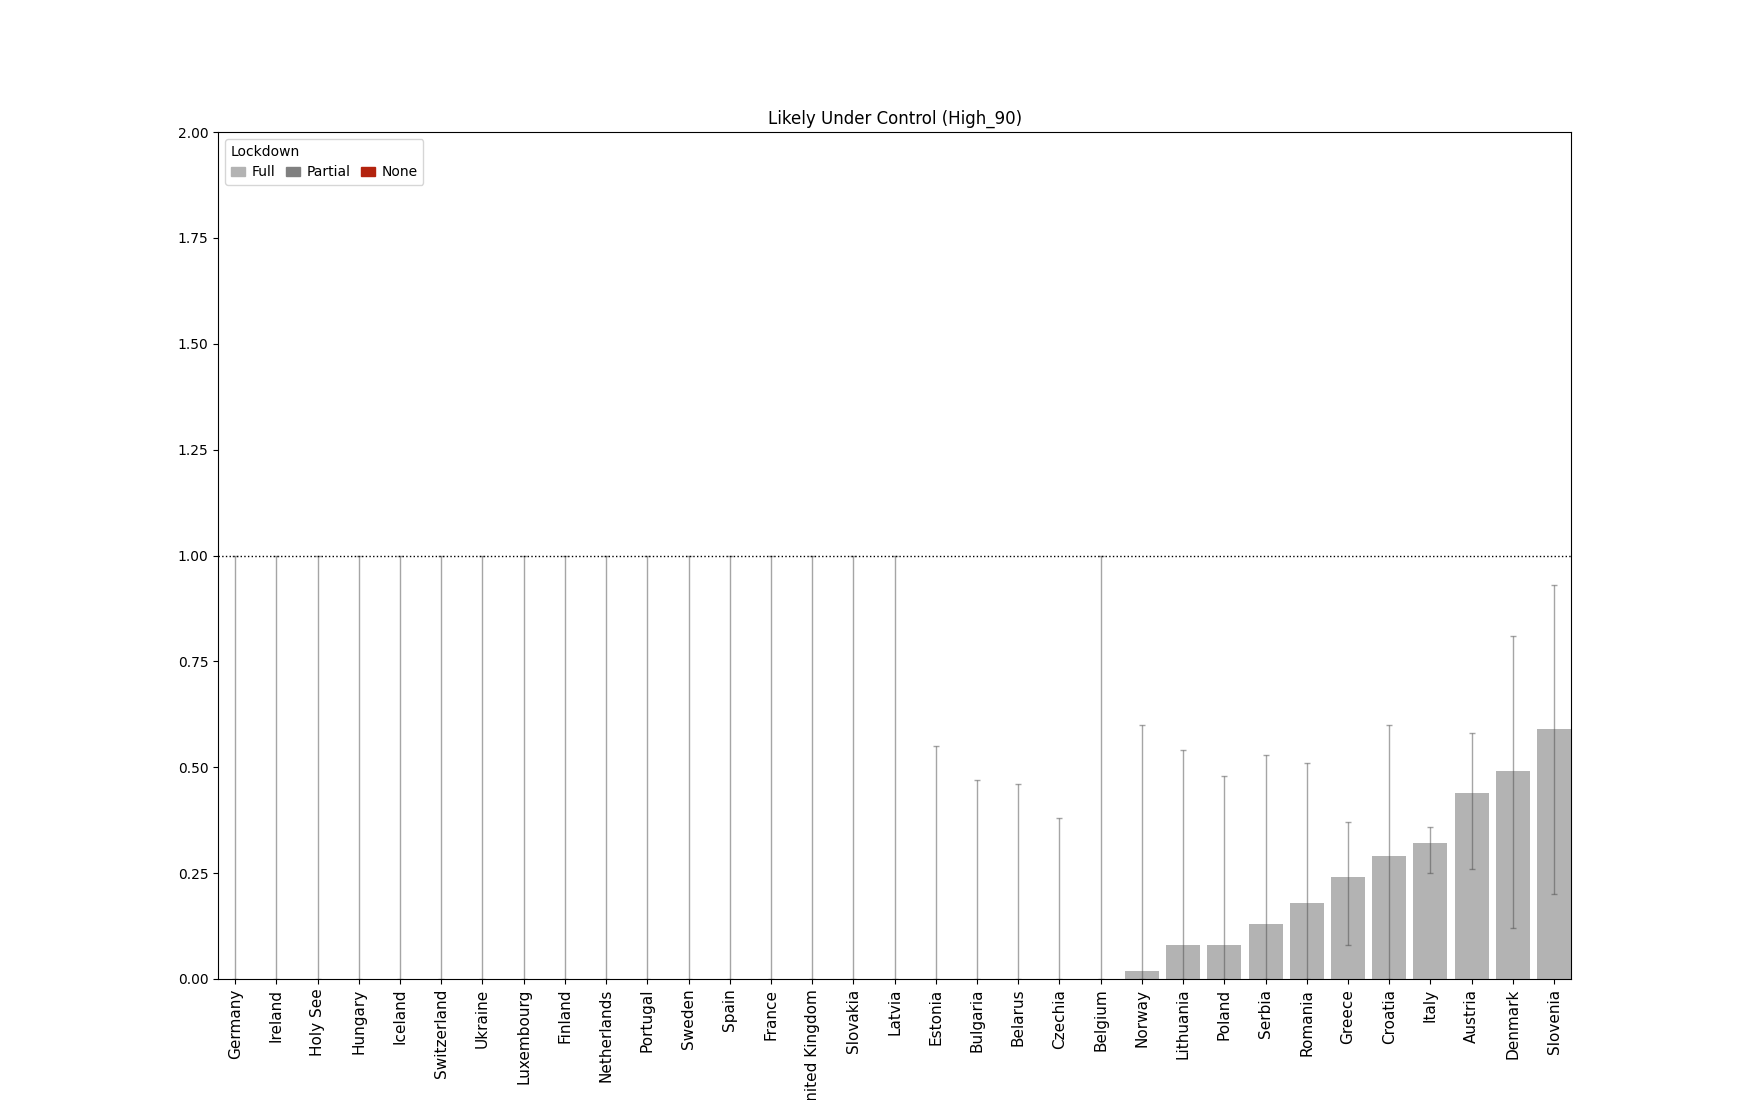 Likely Under Control (High_90)
2.00
Lockdown
Full Partial None
1.75
1.50
1.25
1.00
0.75
0.50
0.25
0.00
Germany
Ireland
Holy See
Hungary
Iceland
Switzerland
Ukraine
Luxembourg
Finland
Netherlands
Portugal
Sweden
Spain
France
nited Kingdom
Slovakia
Latvia
Estonia
Bulgaria
Belarus
Czechia
Belgium
Norway
Lithuania
Poland
Serbia
Romania
Greece
Croatia
Italy
Austria
Denmark
Slovenia